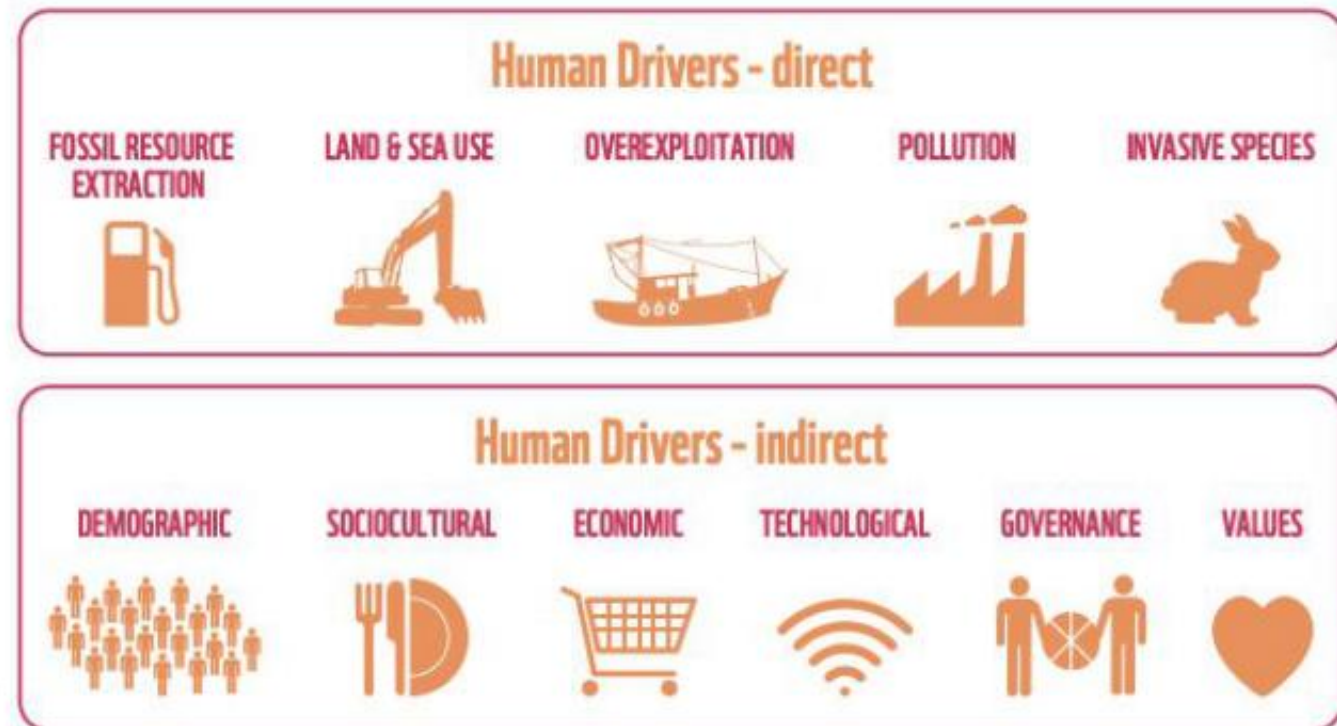 Human Drivers - direct
FOSSIL RESOURCE
EXTRACTION
LAND & SEA USE
OVEREXPLOITATION
POLLUTION
INVASIVE SPECIES
Human Drivers - indirect
DEMOGRAPHIC
SOCIOCULTURAL
ECONOMIC
TECHNOLOGICAL
GOVERNANCE
VALUES